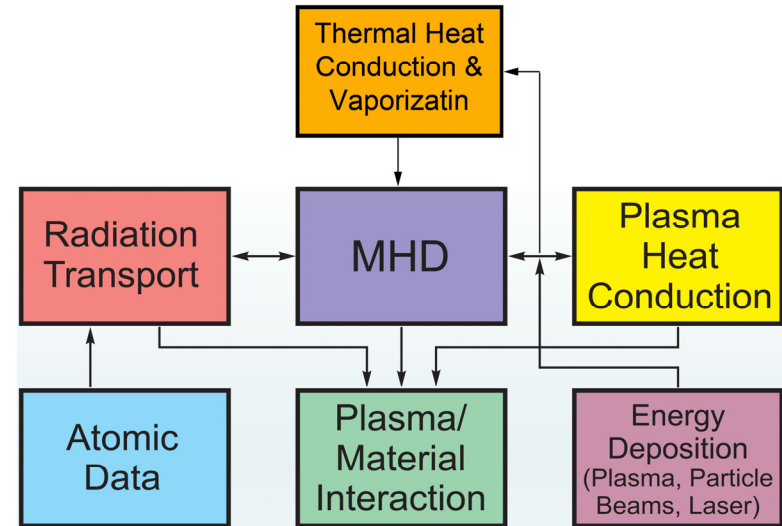 Thermal Heat
Conduction &
Vaporizatin
Radiation
Transport
MHD
Plasma
Heat
Conduction
Atomic
Data
Plasma/
Material
Interaction
Energy
Deposition
(Plasma, Particle
Beams, Laser)